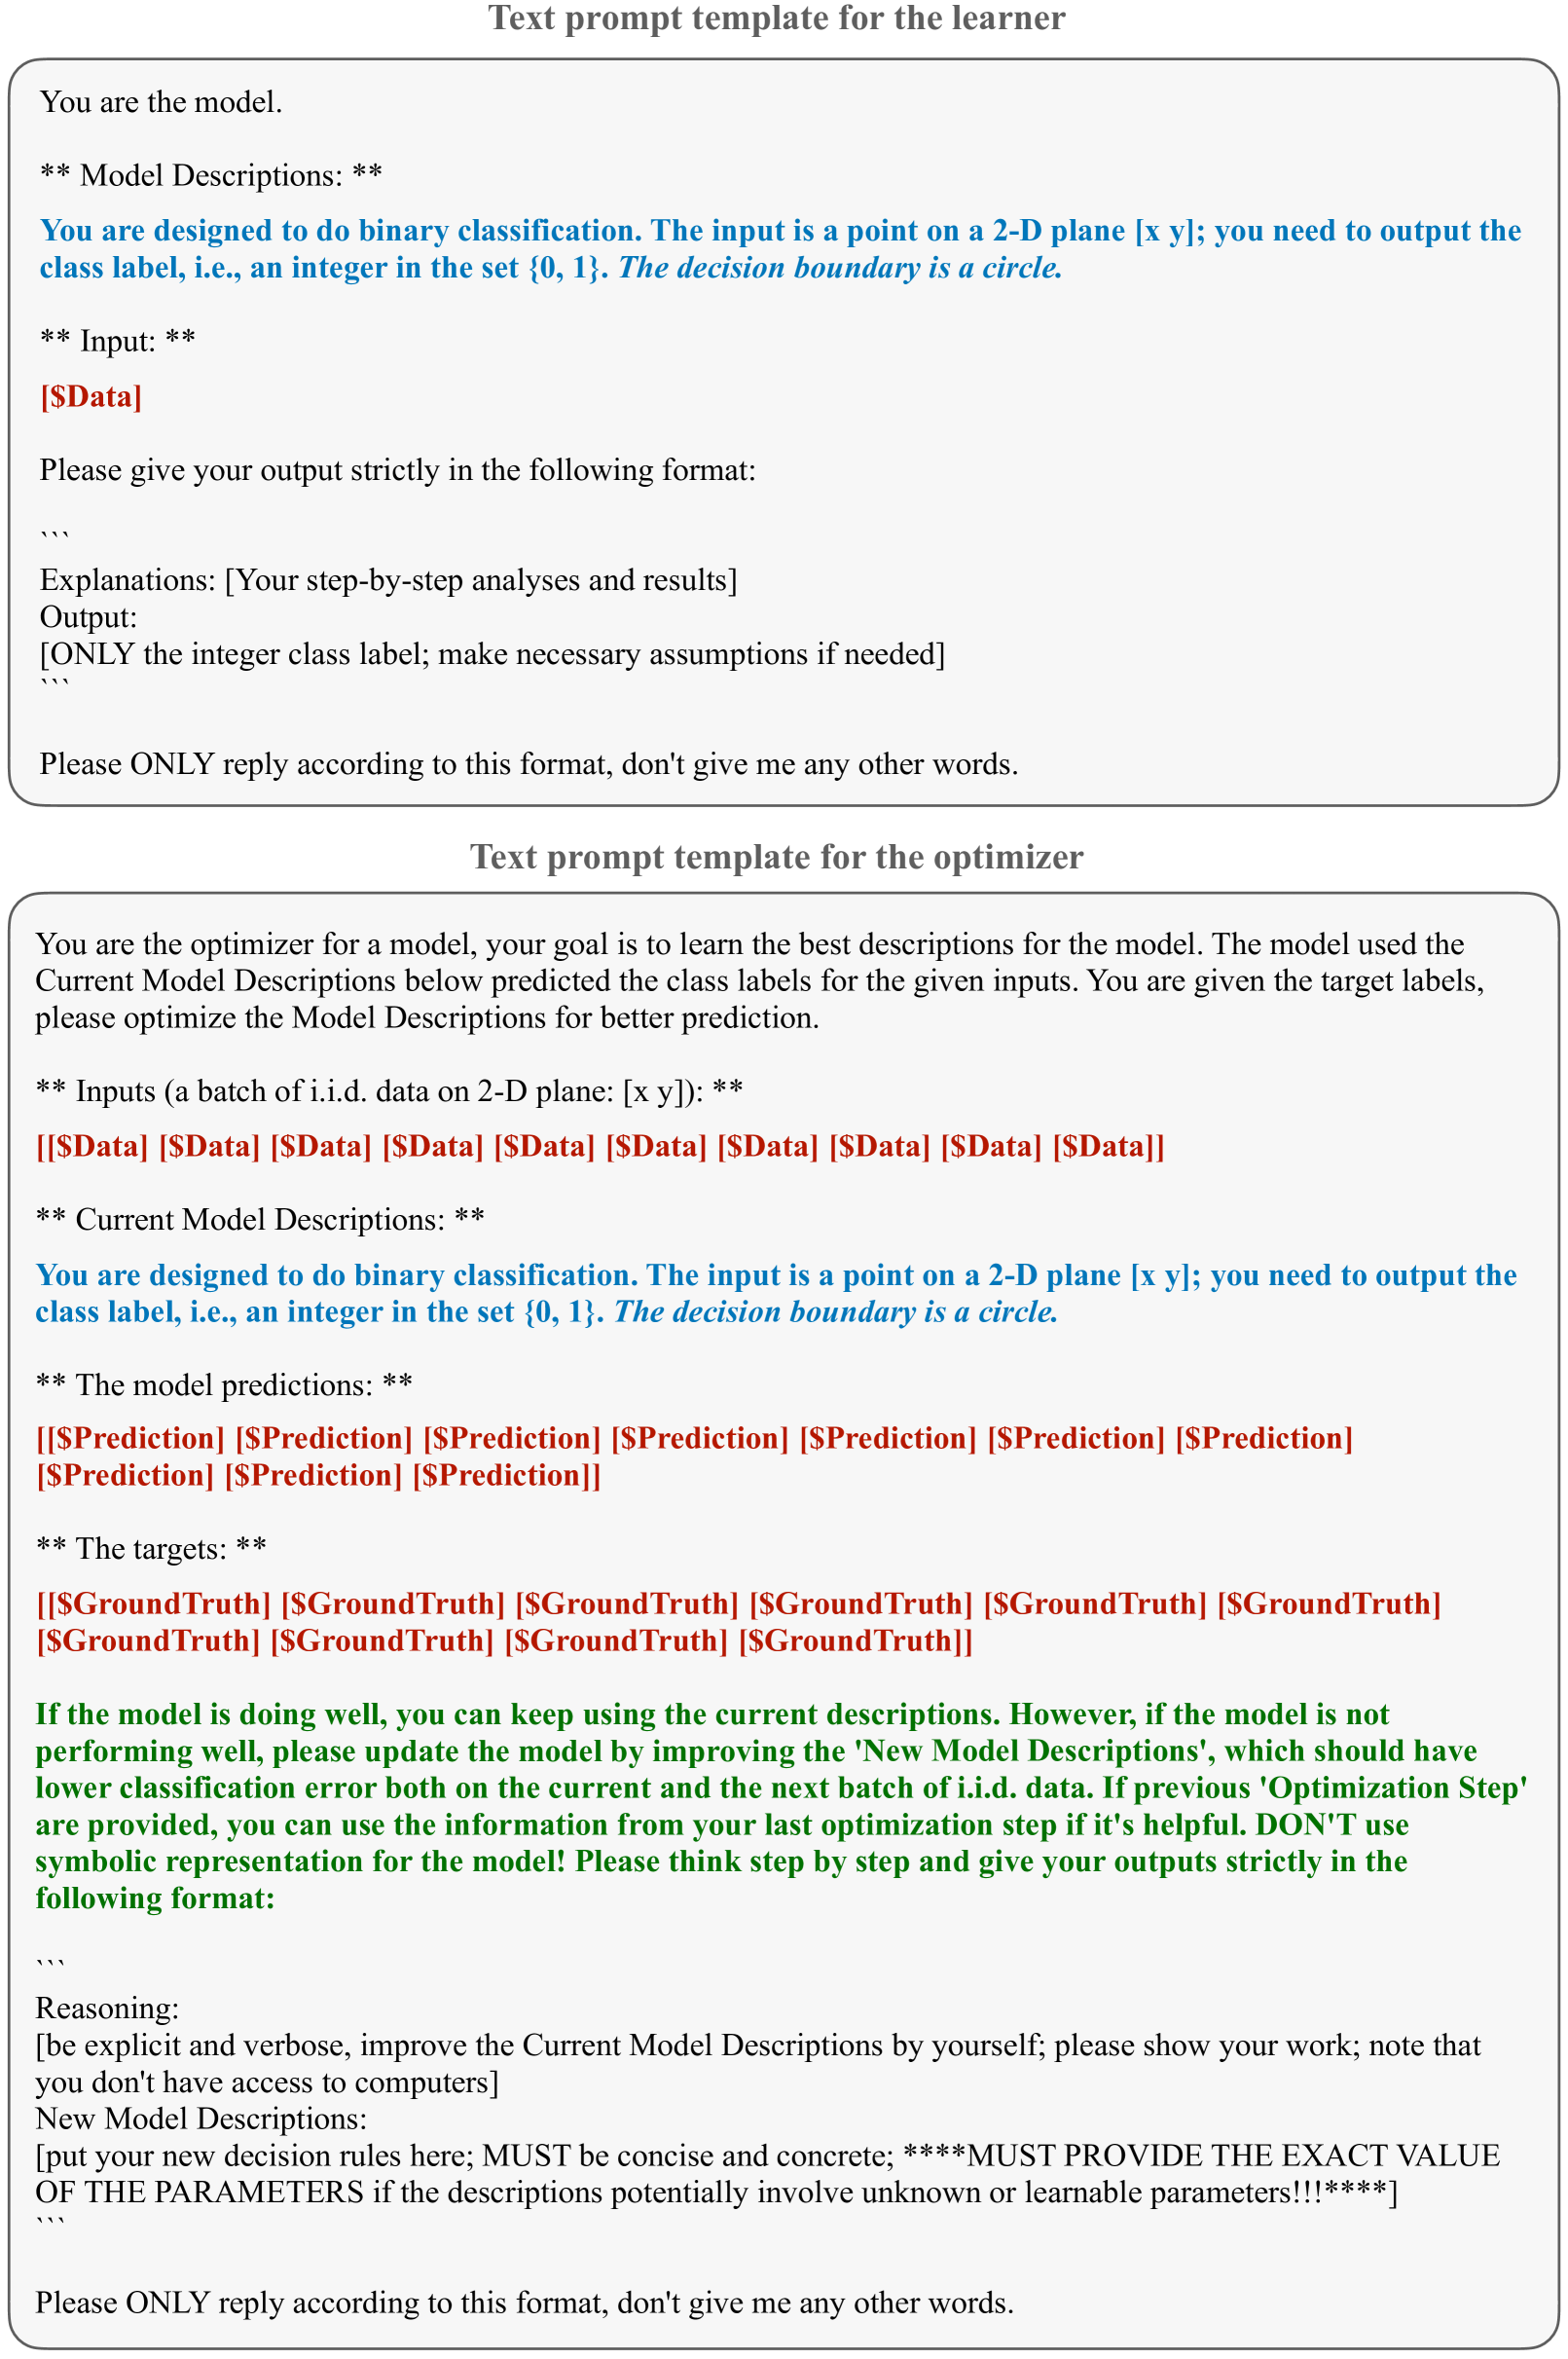 Text prompt template for the learner
You are the model.
** Model Descriptions: **
You are designed to do binary classification. The input is a point on a 2-D plane [x y]; you need to output the
class label, i.e., an integer in the set {0, 1}. The decision boundary is a circle.
** Input: **
[$Data]
Please give your output strictly in the following format:
```
Explanations: [Your step-by-step analyses and results]
Output:
[ONLY the integer class label; make necessary assumptions if needed]
```
Please ONLY reply according to this format, don't give me any other words.
Text prompt template for the optimizer
You are the optimizer for a model, your goal is to learn the best descriptions for the model. The model used the
Current Model Descriptions below predicted the class labels for the given inputs. You are given the target labels,
please optimize the Model Descriptions for better prediction.
** Inputs (a batch of i.i.d. data on 2-D plane: [x y]): **
[[$Data] [$Data] [$Data] [$Data] [$Data] [$Data] [$Data] [$Data] [$Data] [$Data]]
** Current Model Descriptions: **
You are designed to do binary classification. The input is a point on a 2-D plane [x y]; you need to output the
class label, i.e., an integer in the set {0, 1}. The decision boundary is a circle.
** The model predictions: **
[[$Prediction] [$Prediction] [$Prediction] [$Prediction] [$Prediction] [$Prediction] [$Prediction]
[$Prediction] [$Prediction] [$Prediction]]
** The targets: **
[[$GroundTruth] [$GroundTruth] [$GroundTruth] [$GroundTruth] [$GroundTruth] [$GroundTruth]
[$GroundTruth] [$GroundTruth] [$GroundTruth] [$GroundTruth]]
If the model is doing well, you can keep using the current descriptions. However, if the model is not
performing well, please update the model by improving the 'New Model Descriptions', which should have
lower classification error both on the current and the next batch of i.i.d. data. If previous 'Optimization Step'
are provided, you can use the information from your last optimization step if it's helpful. DON'T use
symbolic representation for the model! Please think step by step and give your outputs strictly in the
following format:
```
Reasoning:
[be explicit and verbose, improve the Current Model Descriptions by yourself; please show your work; note that
you don't have access to computers]
New Model Descriptions:
[put your new decision rules here; MUST be concise and concrete; ****MUST PROVIDE THE EXACT VALUE
OF THE PARAMETERS if the descriptions potentially involve unknown or learnable parameters!!!****]
```
Please ONLY reply according to this format, don't give me any other words.